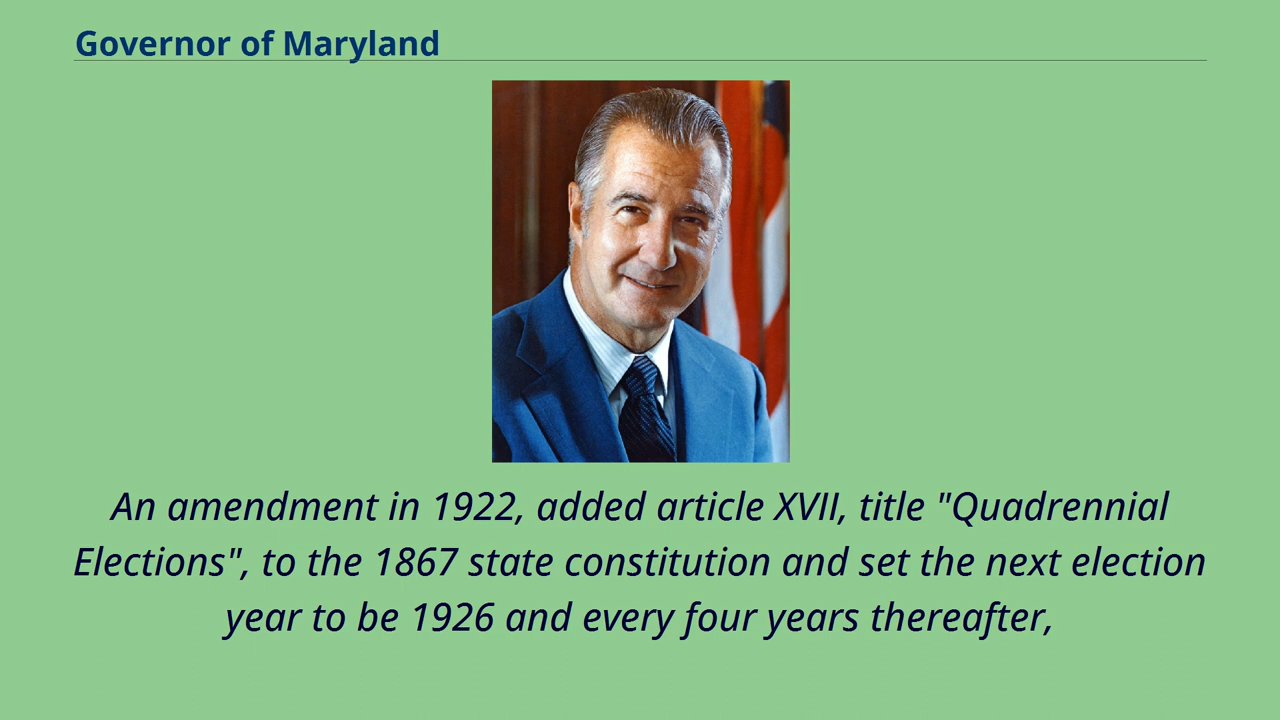 Governor of Maryland
An amendment in 1922, added article XVII, title "Quadrennial
Elections", to the 1867 state constitution and set the next election
year to be 1926 and every four years thereafter,